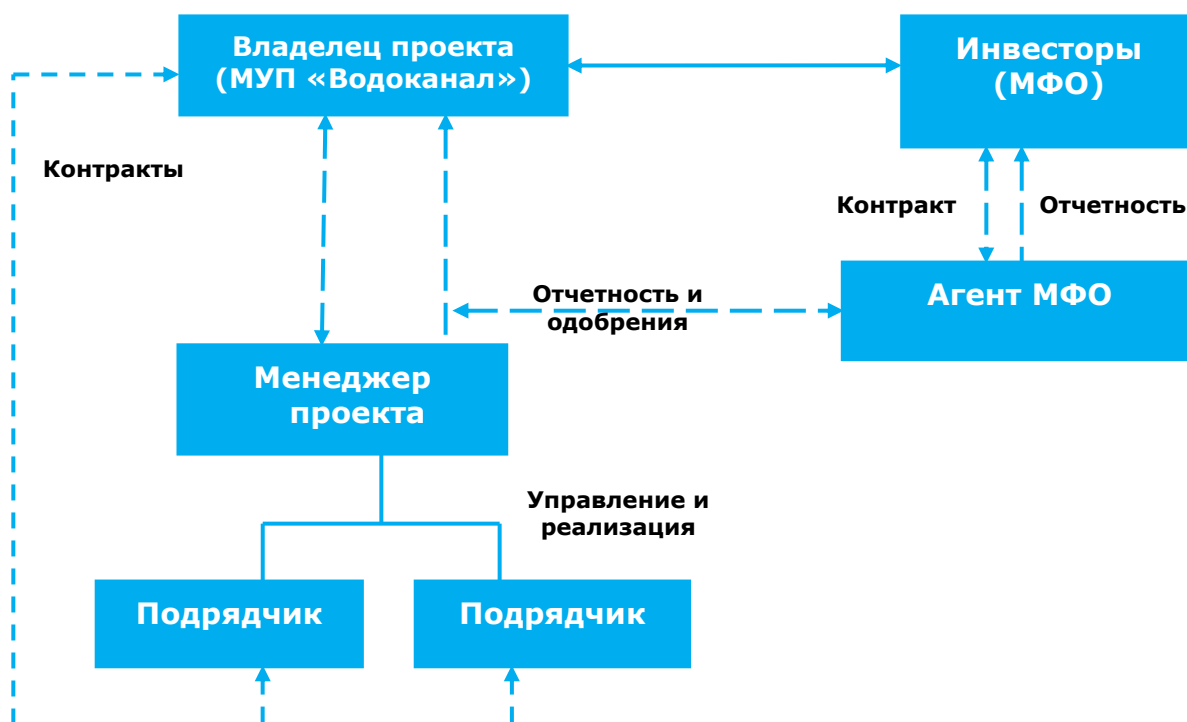 Владелец проекта
(МУП «Водоканал»)
Инвесторы
(МФО)
Контракты
Контракт
Отчетность
Агент МФО
Отчетность и
одобрения
Менеджер
проекта
Управление и
реализация
Подрядчик
Подрядчик